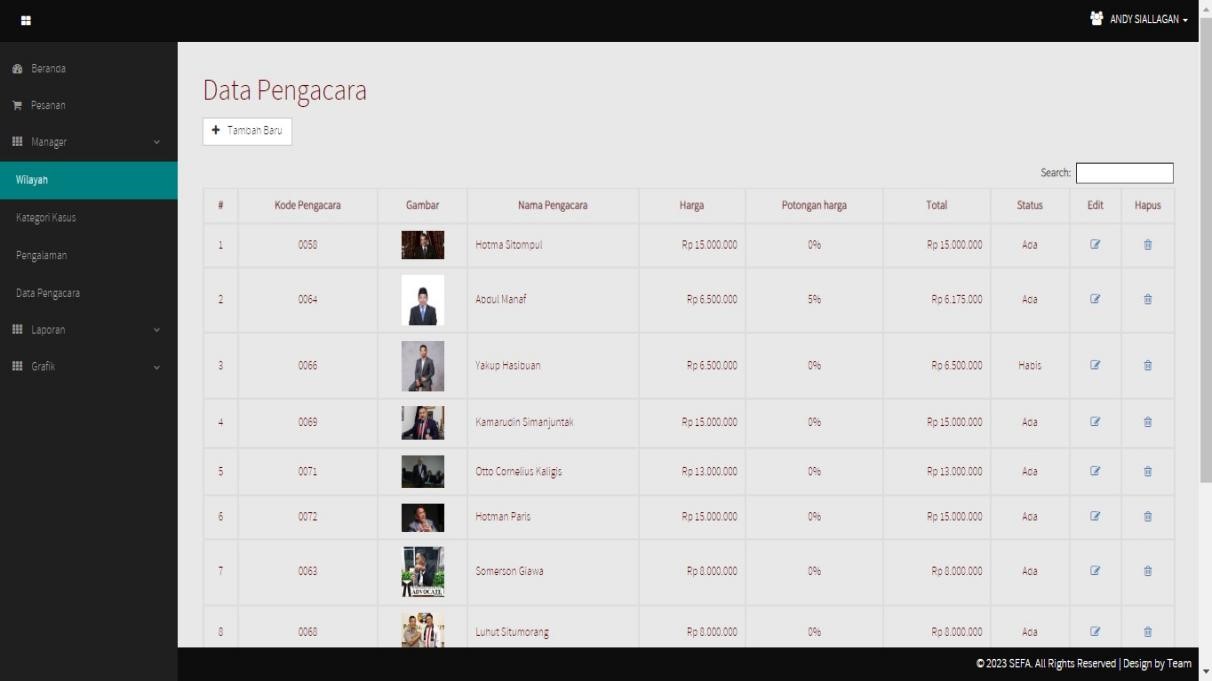 ANDY SIALLAGAN
Beranda
Pesanan
Manager
Wilayah
Kategori Kasus
Pengalaman
Data Pengacara
Laporan
Grafik
Data Pengacara
+ Tambah Baru
Search:
# Kode Pengacara Gambar Nama Pengacara Harga Potongan harga Total Status Edit Hapus
1 0058 Hotma Sitompul Rp 15.000.000 0% Rp 15.000.000 Ada
2 0064 Abdul Manaf Rp 6.500.000 5% Rp 6.175.000 Ada
3 0066 Yakup Hasibuan Rp 6.500.000 0% Rp 6.500.000 Habis
4 0069 Kamarudin Simanjuntak Rp 15.000.000 0% Rp 15.000.000 Ada
5 0071 Otto Cornelius Kaligis Rp 13.000.000 0% Rp 13.000.000 Ada
6 0072 Hotman Paris Rp 15.000.000 0% Rp 15.000.000 Ada
7 0063 Somerson Giawa Rp 8.000.000 0% Rp 8.000.000 Ada
ADVOCATE
8 0068 Luhut Situmorang Rp 8.000.000 0% Rp 8.000.000 Ada
© 2023 SEFA. All Rights Reserved | Design by Team